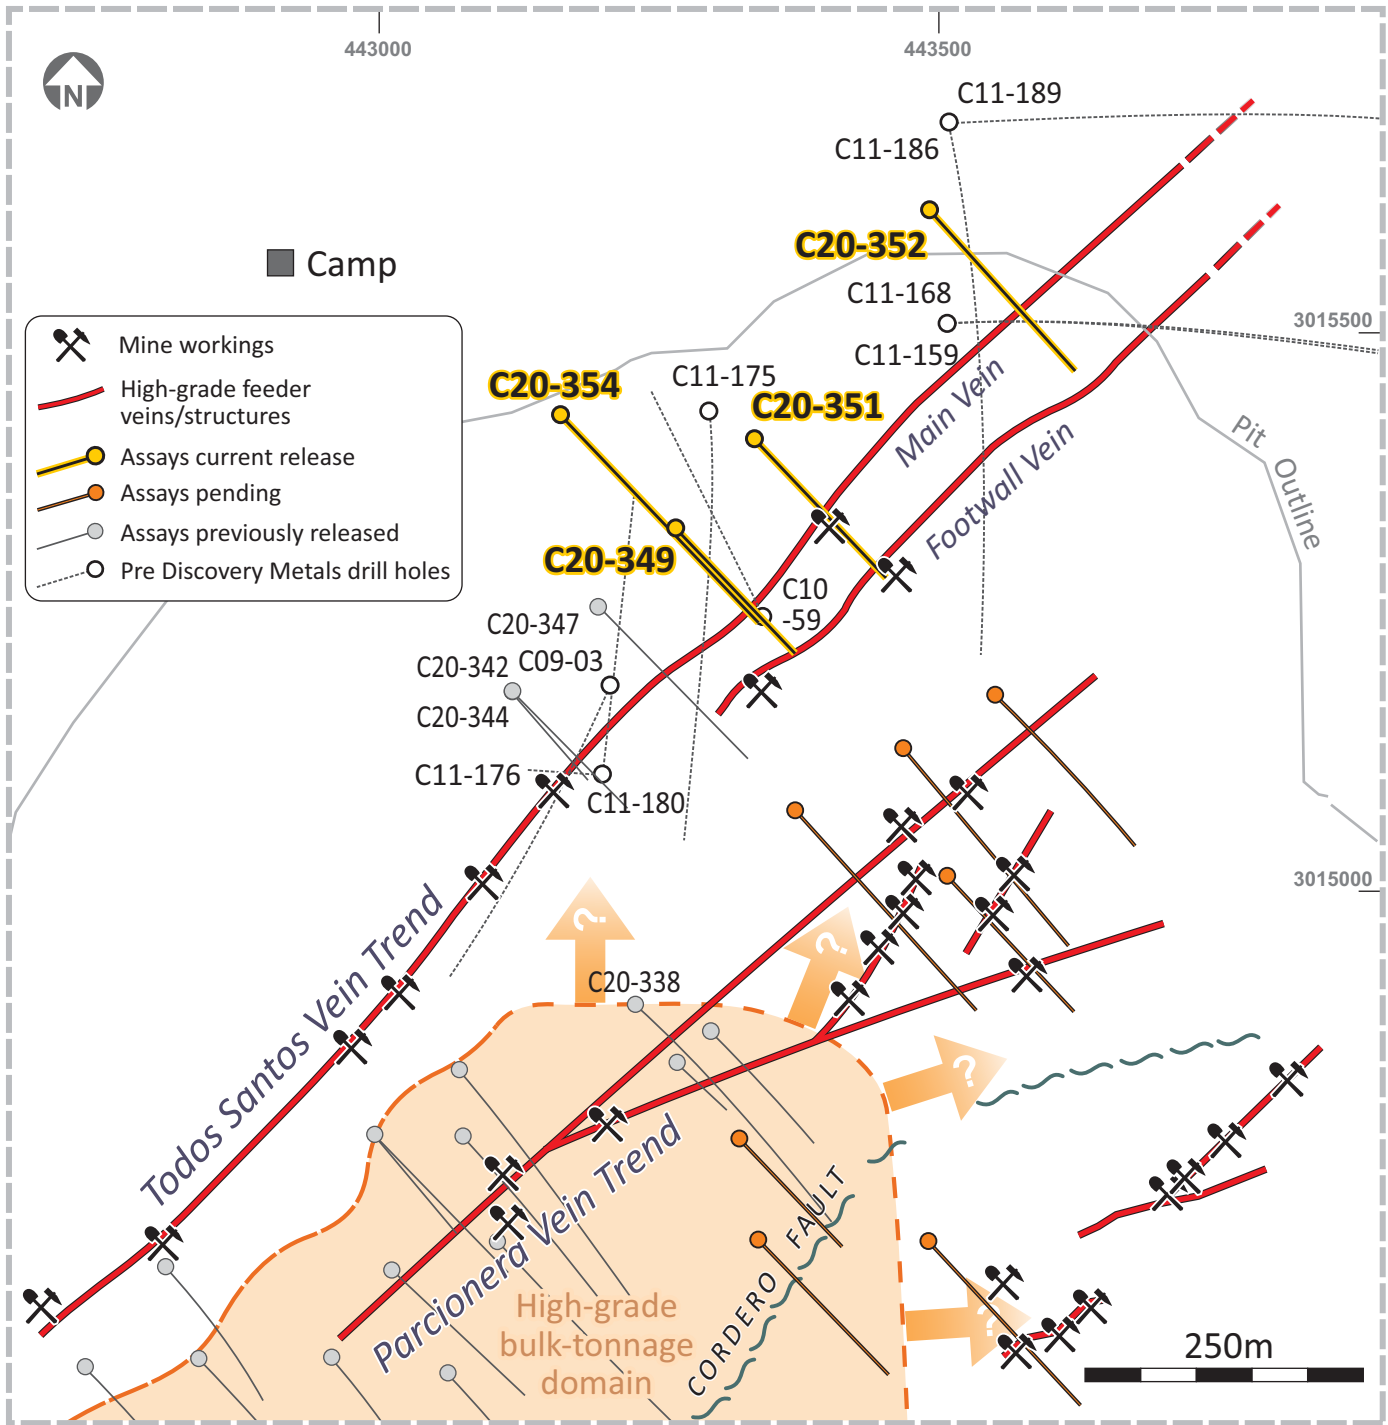 443000
443500
N
C11-189
C11-186
C20-352
Camp
C11-168
3015500
C11-159
Mine workings
High-grade feeder
veins/structures
Assays current release
Assays pending
Assays previously released
Pre Discovery Metals drill holes
C20-354
C11-175
C20-351
Main Vein
Footwall Vein
Pit Outline
C20-349
C10
-59
C20-347
C20-342
C09-03
C20-344
C11-176
C11-180
3015000
Todos Santos Vein Trend
?
?
C20-338
?
Parcionera Vein Trend
CORDERO FAULT
High-grade
bulk-tonnage
domain
?
250m